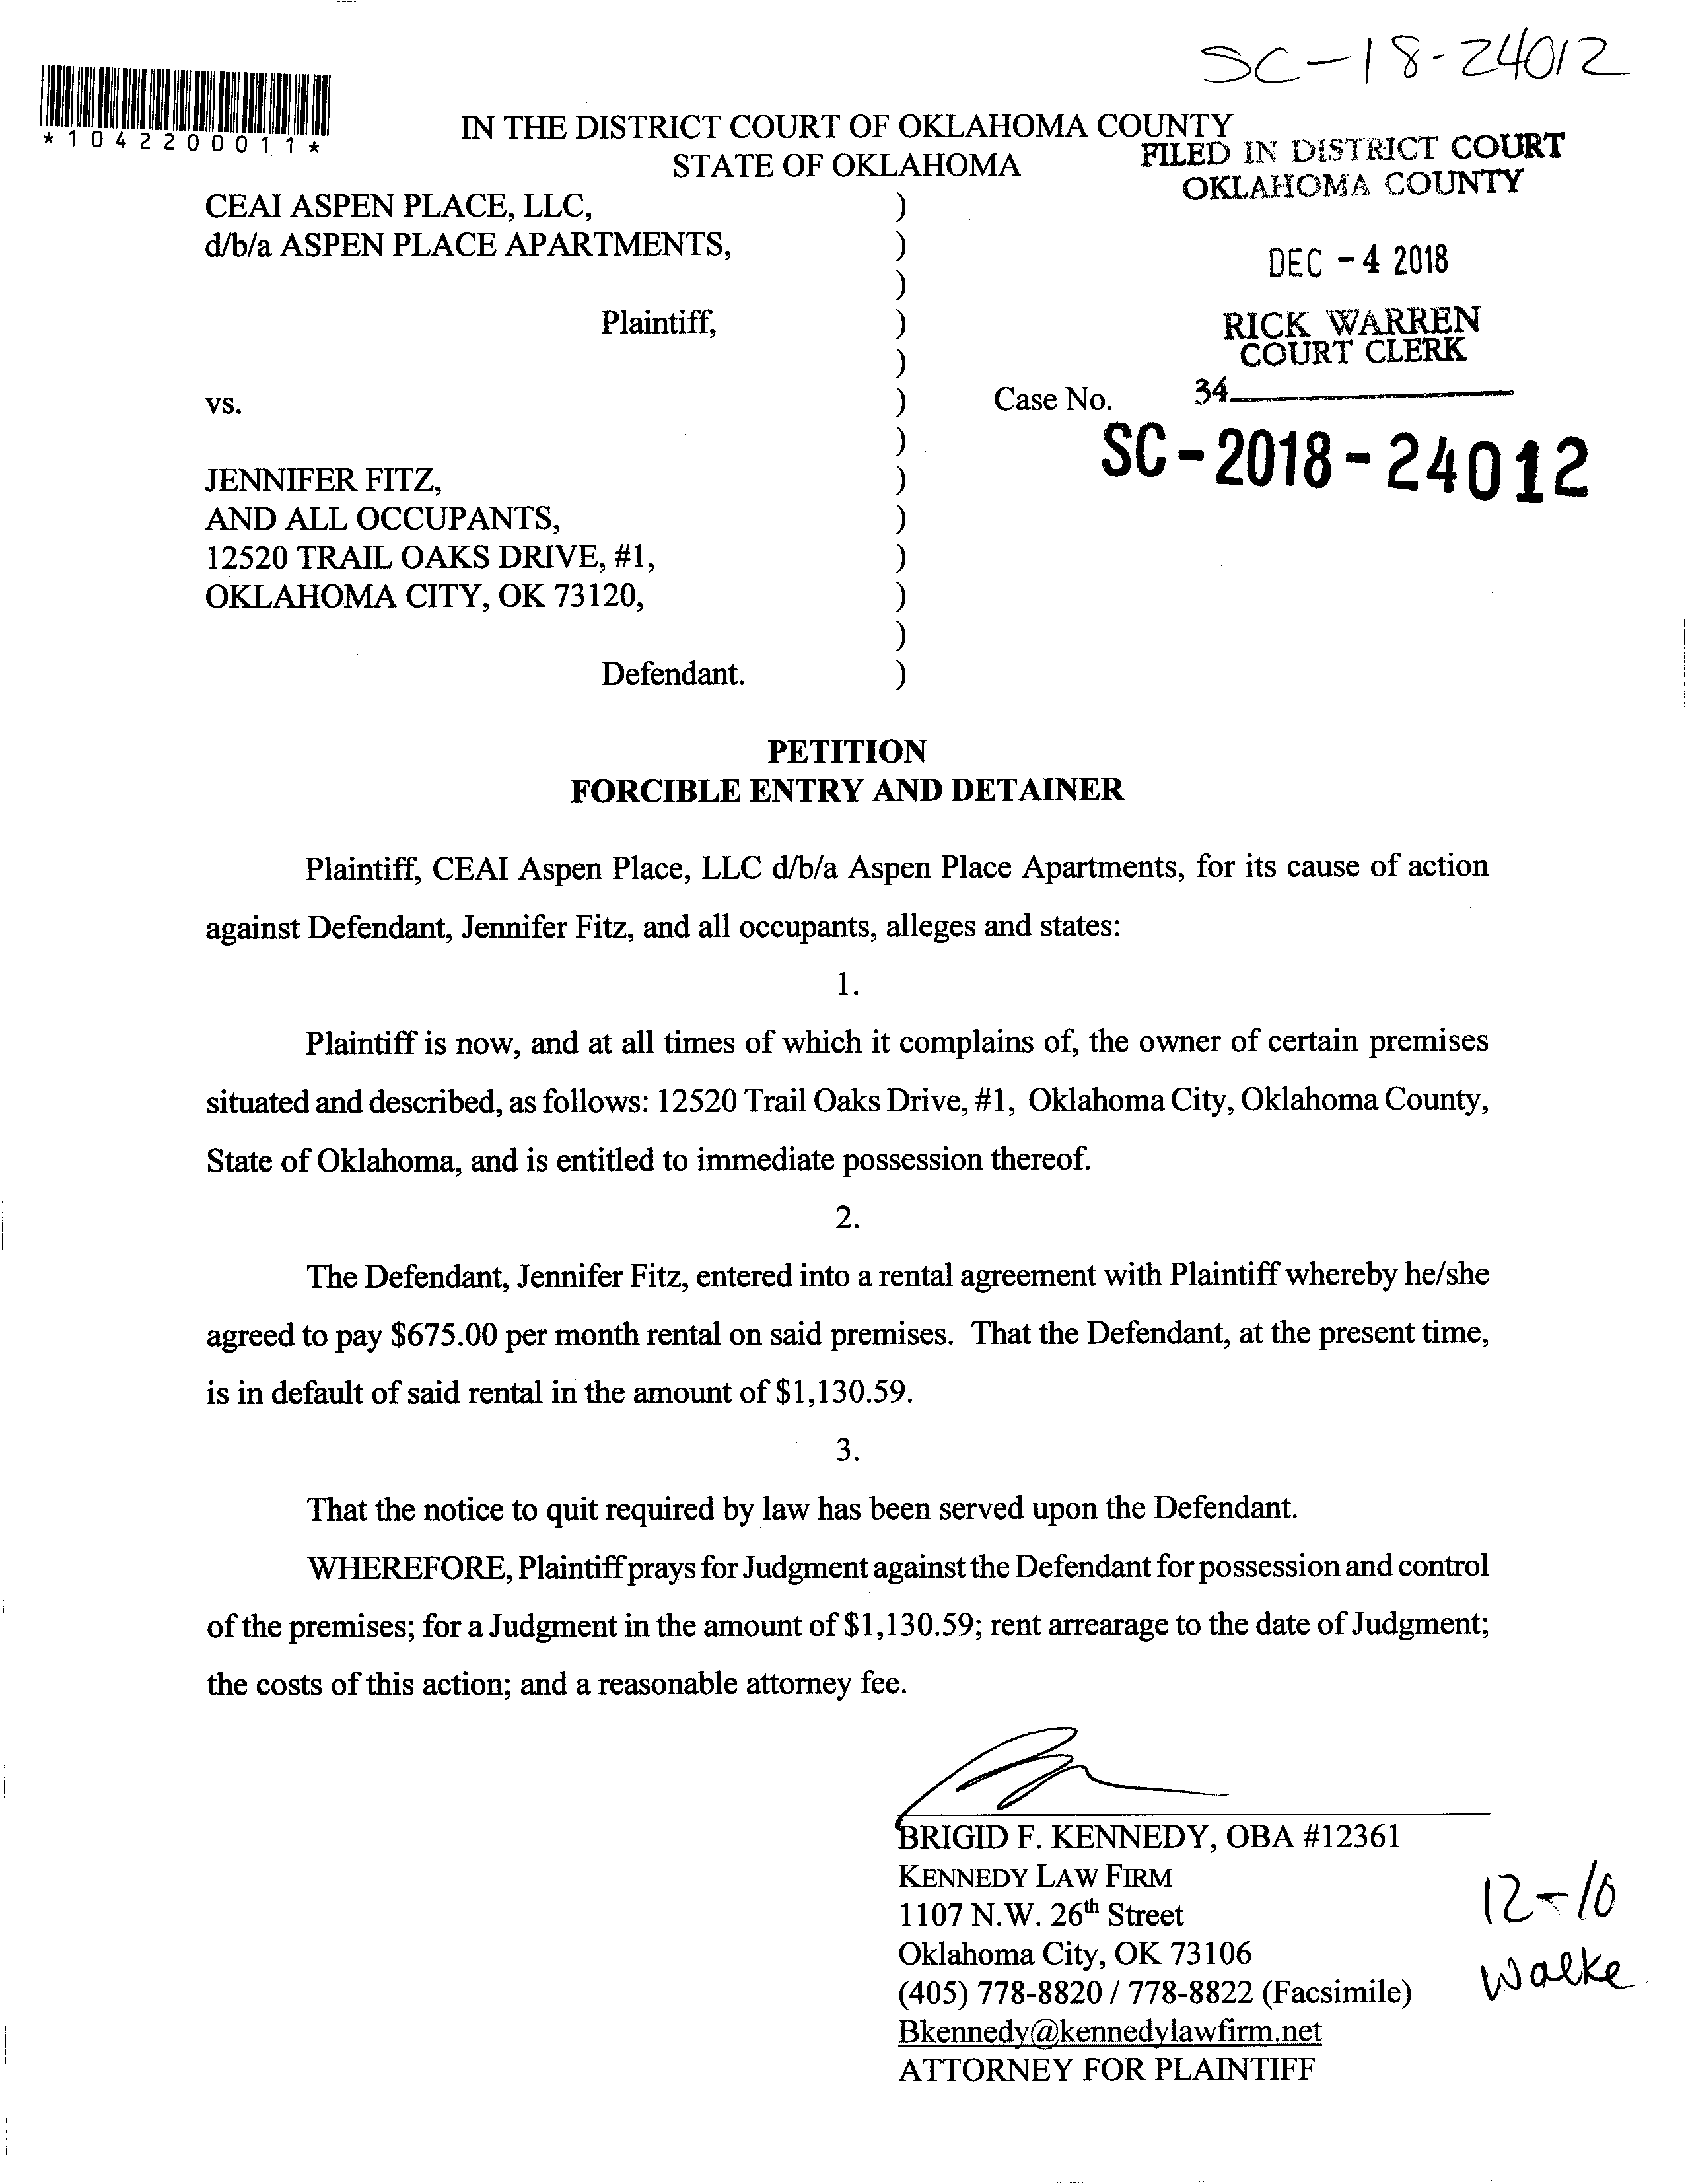 SC-18-24012
*1042200011*
IN THE DISTRICT COURT OF OKLAHOMA COUNTY
STATE OF OKLAHOMA
FILED IN DISTRICT COURT
OKLAHOMA COUNTY
DEC - 4 2018
RICK WARREN
COURT CLERK
34
CEAI ASPEN PLACE, LLC, )
d/b/a ASPEN PLACE APARTMENTS, )
)
Plaintiff, )
)
vs. ) Case No.
SC-2018-24012
)
JENNIFER FITZ, )
AND ALL OCCUPANTS, )
12520 TRAIL OAKS DRIVE, #1, )
OKLAHOMA CITY, OK 73120, )
)
Defendant. )
PETITION
FORCIBLE ENTRY AND DETAINER
Plaintiff, CEAI Aspen Place, LLC d/b/a Aspen Place Apartments, for its cause of action
against Defendant, Jennifer Fitz, and all occupants, alleges and states:
1.
Plaintiff is now, and at all times of which it complains of, the owner of certain premises
situated and described, as follows: 12520 Trail Oaks Drive, #1, Oklahoma City, Oklahoma County,
State of Oklahoma, and is entitled to immediate possession thereof.
2.
The Defendant, Jennifer Fitz, entered into a rental agreement with Plaintiff whereby he/she
agreed to pay $675.00 per month rental on said premises. That the Defendant, at the present time,
is in default of said rental in the amount of $1,130.59.
3.
That the notice to quit required by law has been served upon the Defendant.
WHEREFORE, Plaintiff prays for Judgment against the Defendant for possession and control
of the premises; for a Judgment in the amount of $1,130.59; rent arrearage to the date of Judgment;
the costs of this action; and a reasonable attorney fee.
BRIGID F. KENNEDY, OBA #12361
KENNEDY LAW FIRM
1107 N.W. 26th Street
Oklahoma City, OK 73106
(405) 778-8820 / 778-8822 (Facsimile)
Bkennedy@kennedylawfirm.net
ATTORNEY FOR PLAINTIFF
12-10
Walke